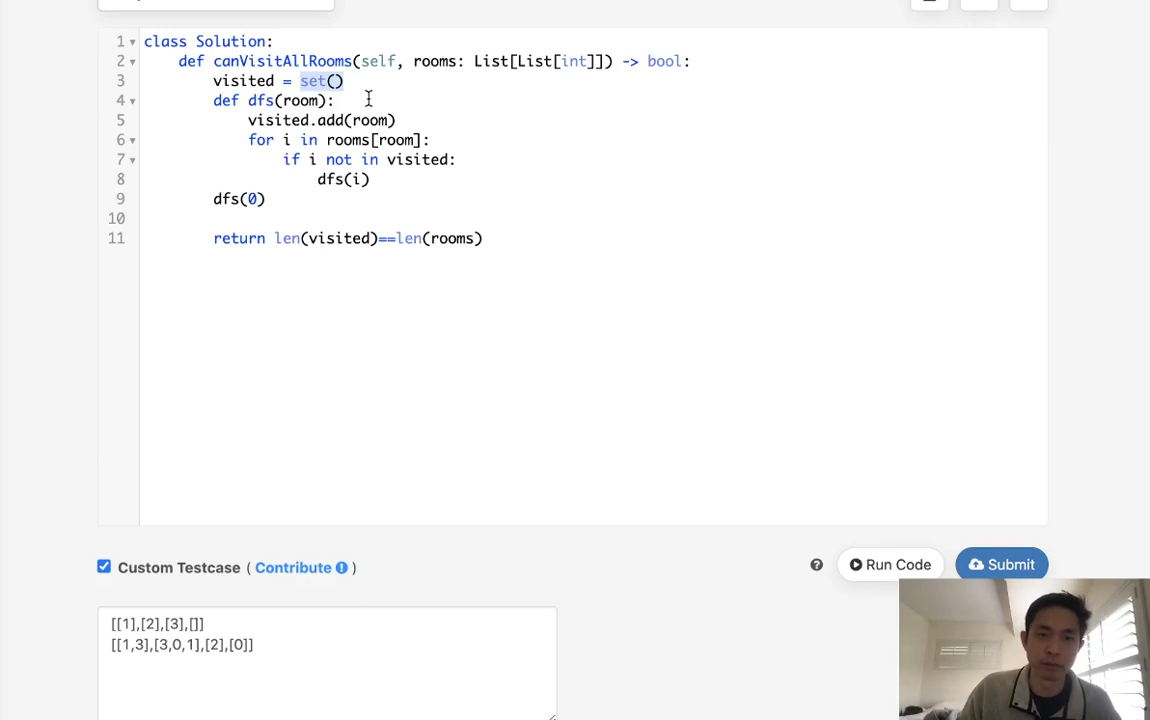 1 class Solution:
2 def canVisitAllRooms(self, rooms: List[List[int]]) -> bool:
3 visited = set()
4 def dfs(room):
5 visited.add(room)
6 for i in rooms[room]:
7 if i not in visited:
8 dfs(i)
9 dfs(0)
10
11 return len(visited)==len(rooms)
Custom Testcase ( Contribute )
? Run Code Submit
[[1],[2],[3],[]]
[[1,3],[3,0,1],[2],[0]]